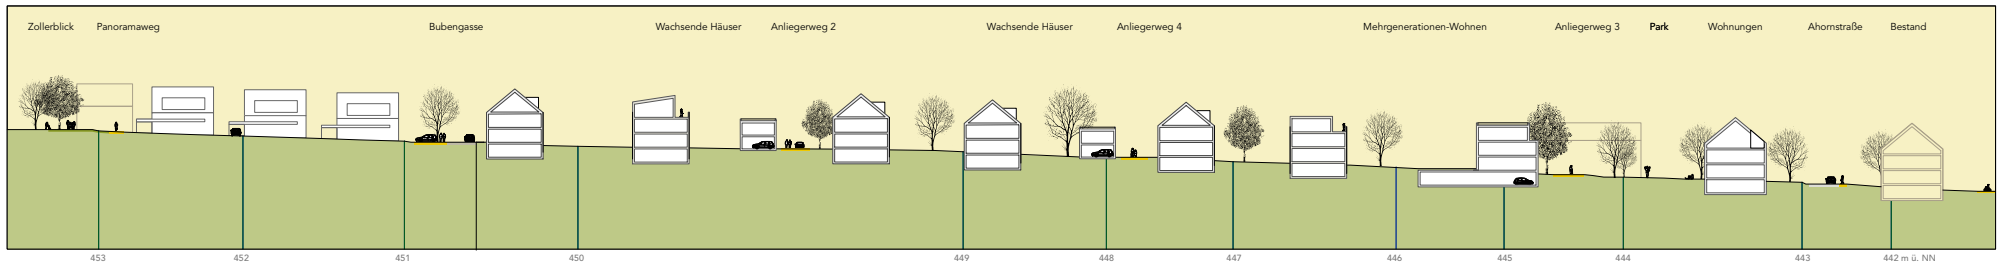 Zollerblick Panoramaweg Bubengasse Wachsende Häuser Anliegerweg 2 Wachsende Häuser Anliegerweg 4 Mehrgenerationen-Wohnen Anliegerweg 3 Park Wohnungen Ahornstraße Bestand
453 452 451 450 449 448 447 446 445 444 443 442 m ü. NN